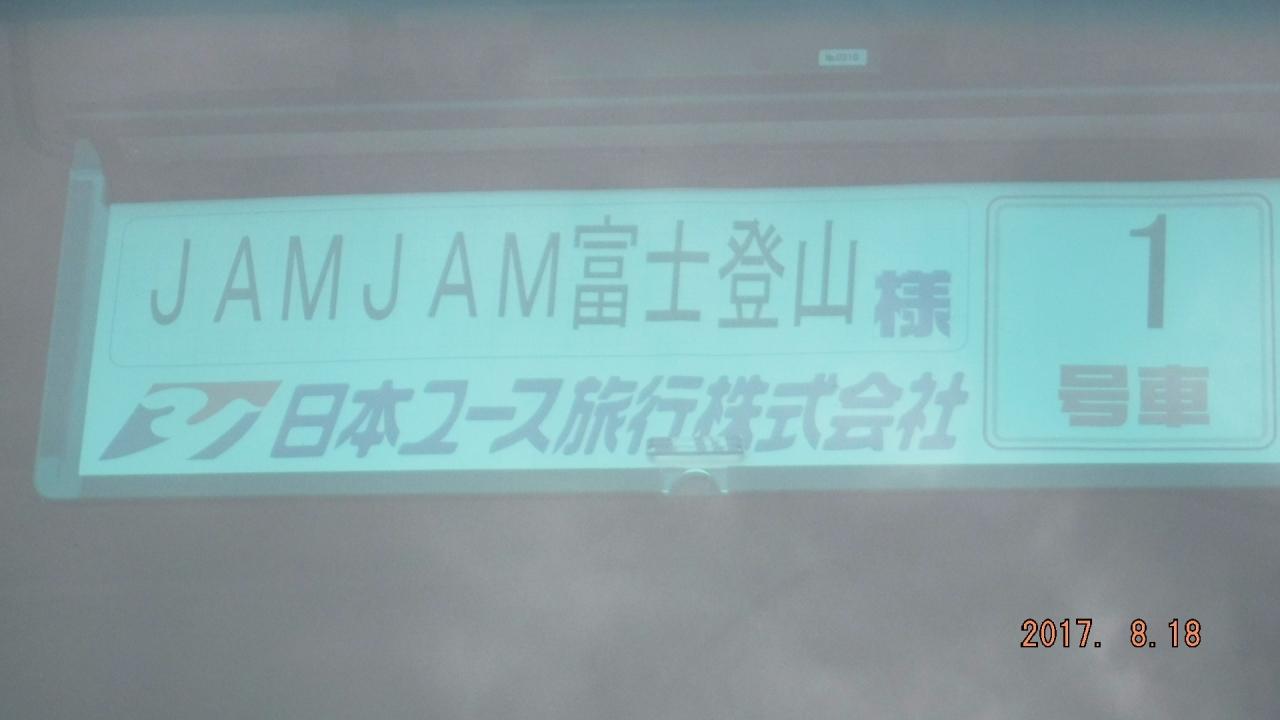 JAMJAM富士登山様
日本ユース旅行株式会社
1
号車
2017. 8.18